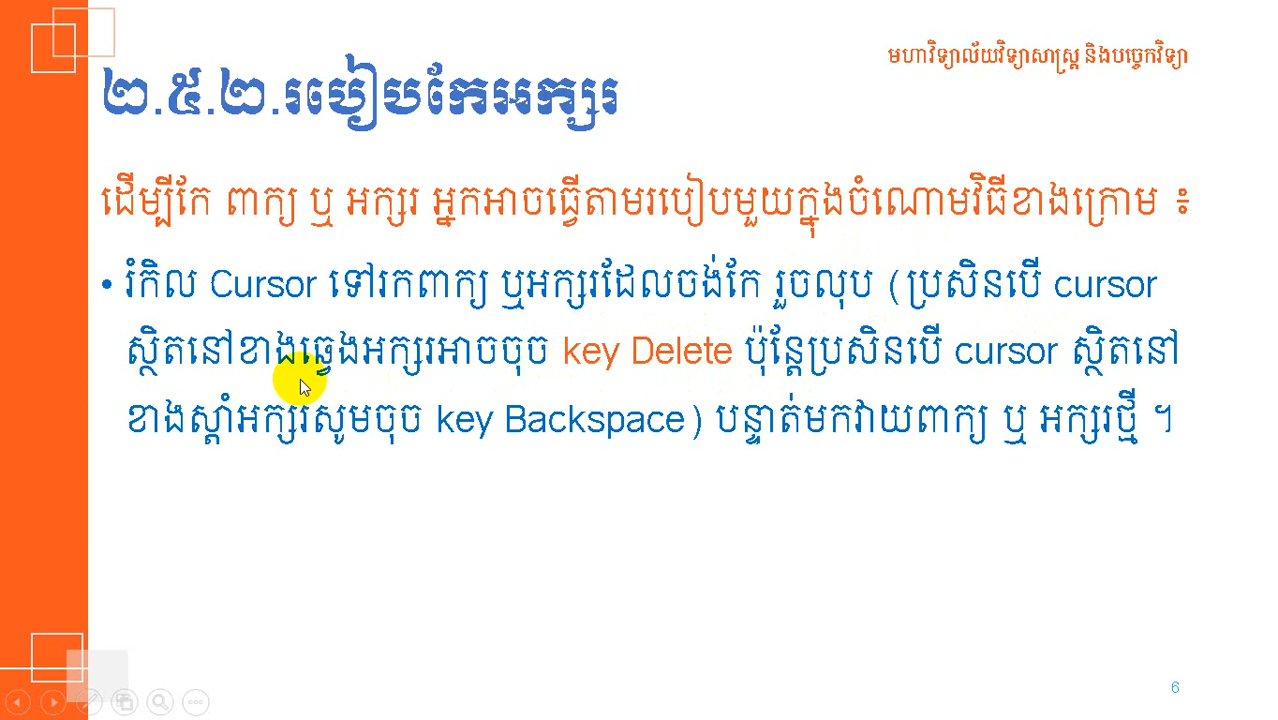 មហាវិទ្យាល័យវិទ្យាសាស្ត្រ និងបច្ចេកវិទ្យា
២.៥.២.របៀបកែអក្សរ
ដើម្បីកែ ពាក្យ ឬ អក្សរ អ្នកអាចធ្វើតាមរបៀបមួយក្នុងចំណោមវិធីខាងក្រោម ៖
• រំកិល Cursor ទៅរកពាក្យ ឬអក្សរដែលចង់កែ រួចលុប (ប្រសិនបើ cursor
ស្ថិតនៅខាងឆ្វេងអក្សរអាចចុច key Delete ប៉ុន្តែប្រសិនបើ cursor ស្ថិតនៅ
ខាងស្តាំអក្សរសូមចុច key Backspace) បន្ទាត់មកវាយពាក្យ ឬ អក្សរថ្មី ។
6